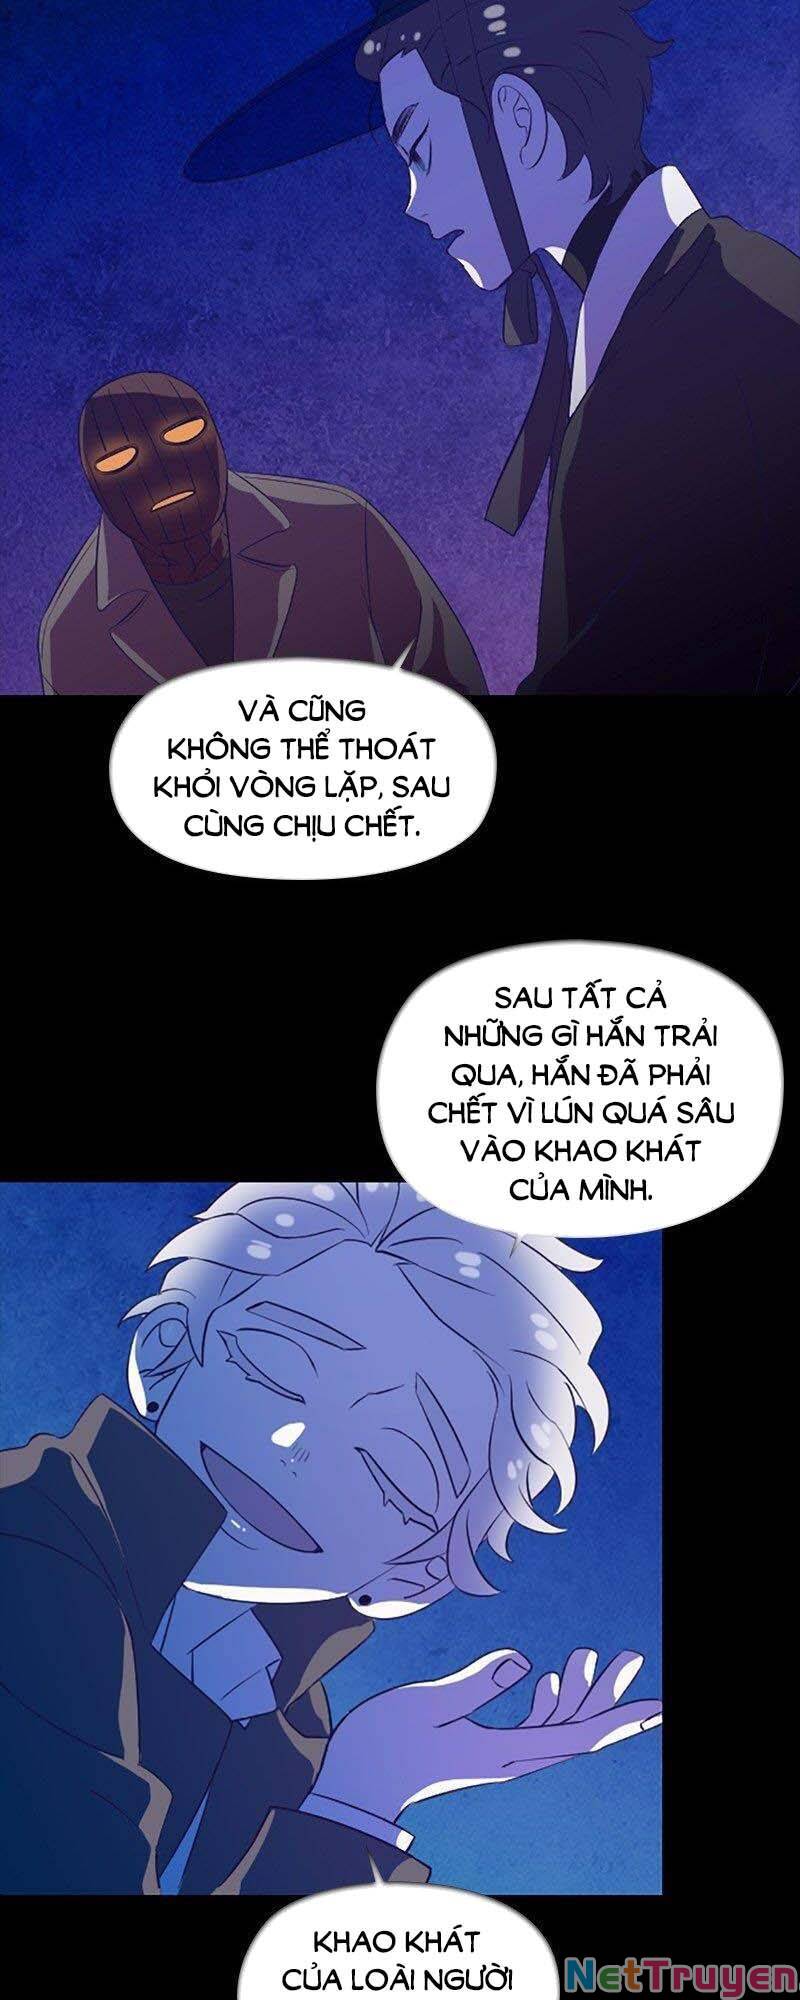 VÀ CŨNG
KHÔNG THỂ THOÁT
KHỎI VÒNG LẶP, SAU
CÙNG CHỊU CHẾT.
SAU TẤT CẢ
NHỮNG GÌ HẮN TRẢI
QUA, HẮN ĐÃ PHẢI
CHẾT VÌ LÚN QUÁ SÂU
VÀO KHAO KHÁT
CỦA MÌNH.
KHAO KHÁT
CỦA LOÀI NGƯỜI
NetTruyen